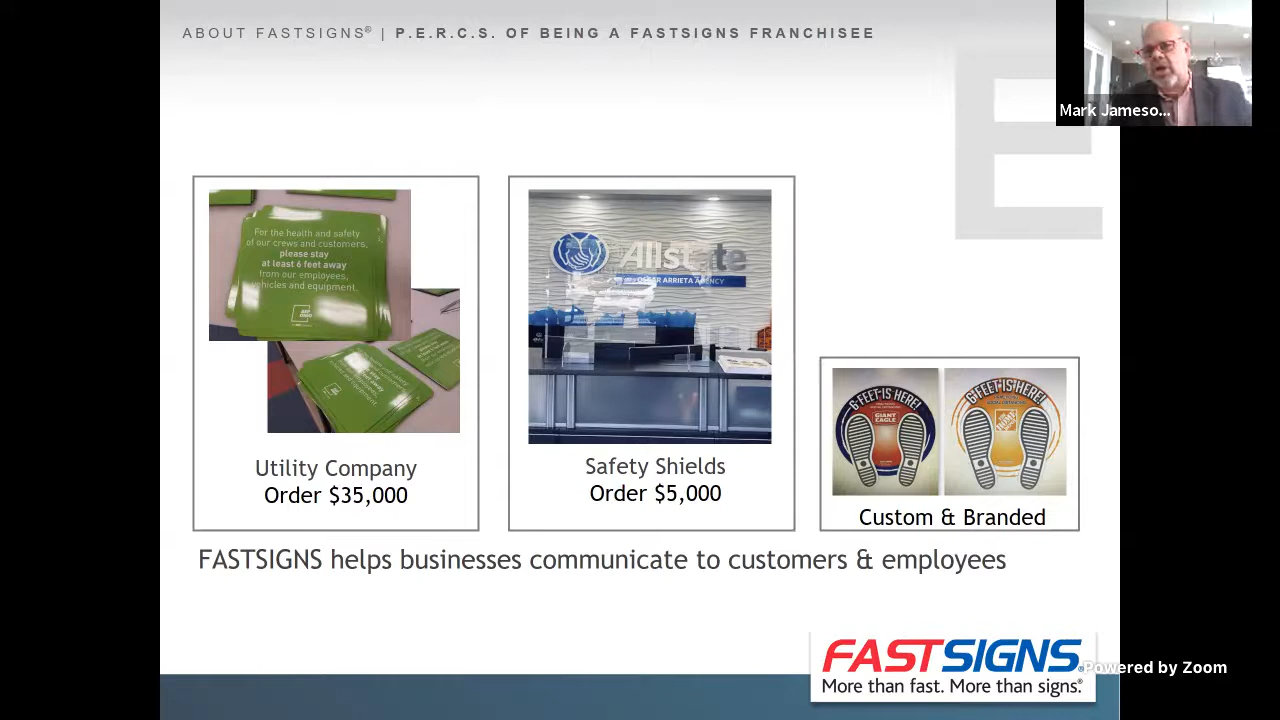 ABOUT FASTSIGNS® | P.E.R.C.S. OF BEING A FASTSIGNS FRANCHISEE
E
Mark Jameso...
For the health and safety
of our crews and customers,
please stay
at least 6 feet away
from our employees,
vehicles and equipment.
Allstate
OSCAR ARRIETA AGENCY
6 FEET IS HERE!
GIANT
EAGLE
6 FEET IS HERE!
Utility Company
Order $35,000
Safety Shields
Order $5,000
Custom & Branded
FASTSIGNS helps businesses communicate to customers & employees
FASTSIGNS®
More than fast. More than signs.®
Powered by Zoom